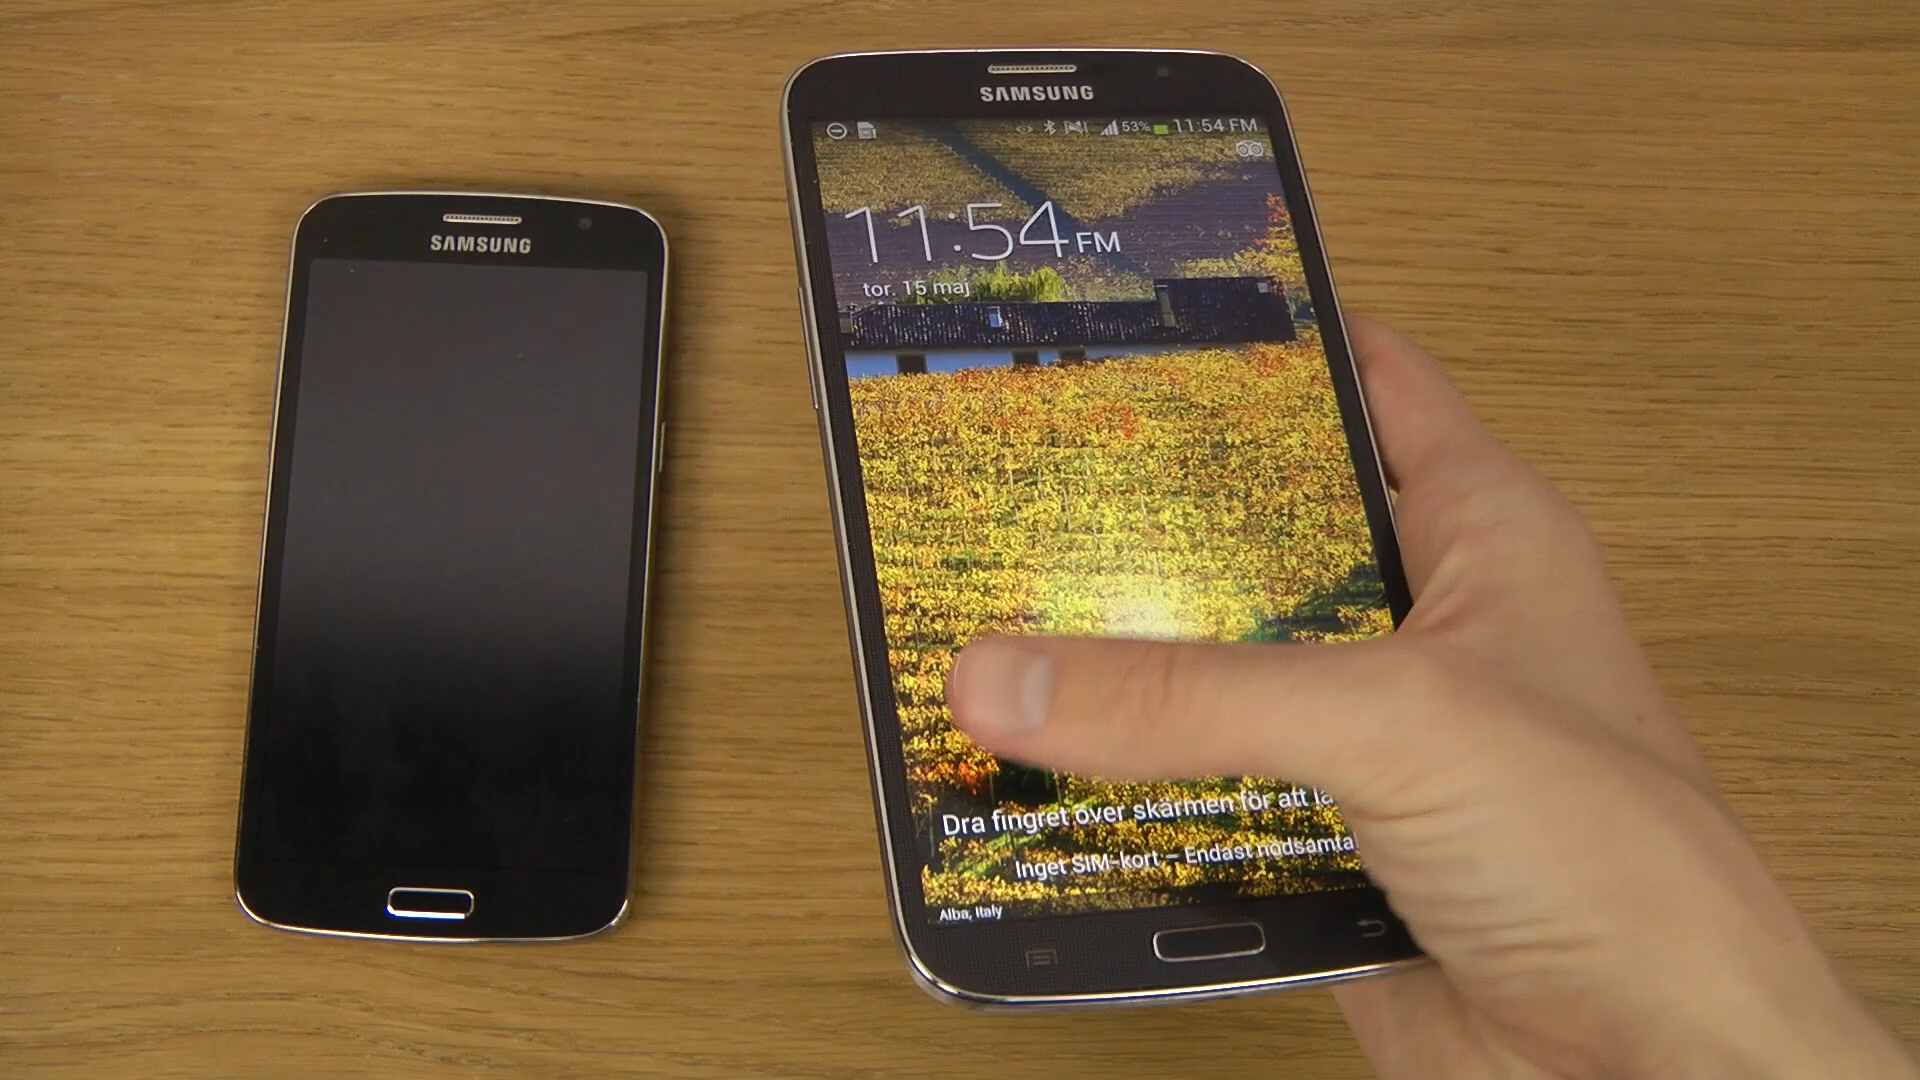 SAMSUNG
SAMSUNG
53% 11:54 FM
11:54 FM
tor. 15 maj
Dra fingret över skärmen för att
Inget SIM-kort – Endast
Alba, Italy